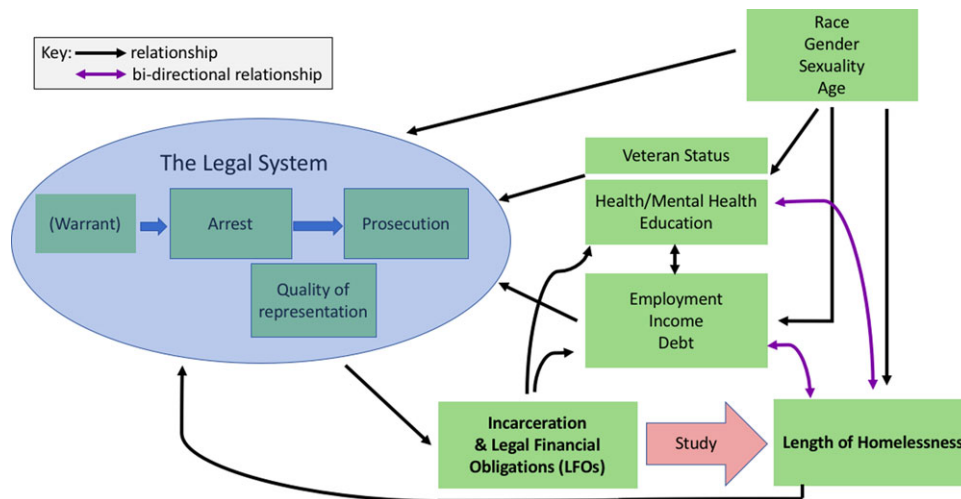 Key:
relationship
bi-directional relationship
Race
Gender
Sexuality
Age
The Legal System
(Warrant)
Arrest
Prosecution
Quality of
representation
Veteran Status
Health/Mental Health
Education
Employment
Income
Debt
Incarceration
& Legal Financial
Obligations (LFOs)
Study
Length of Homelessness